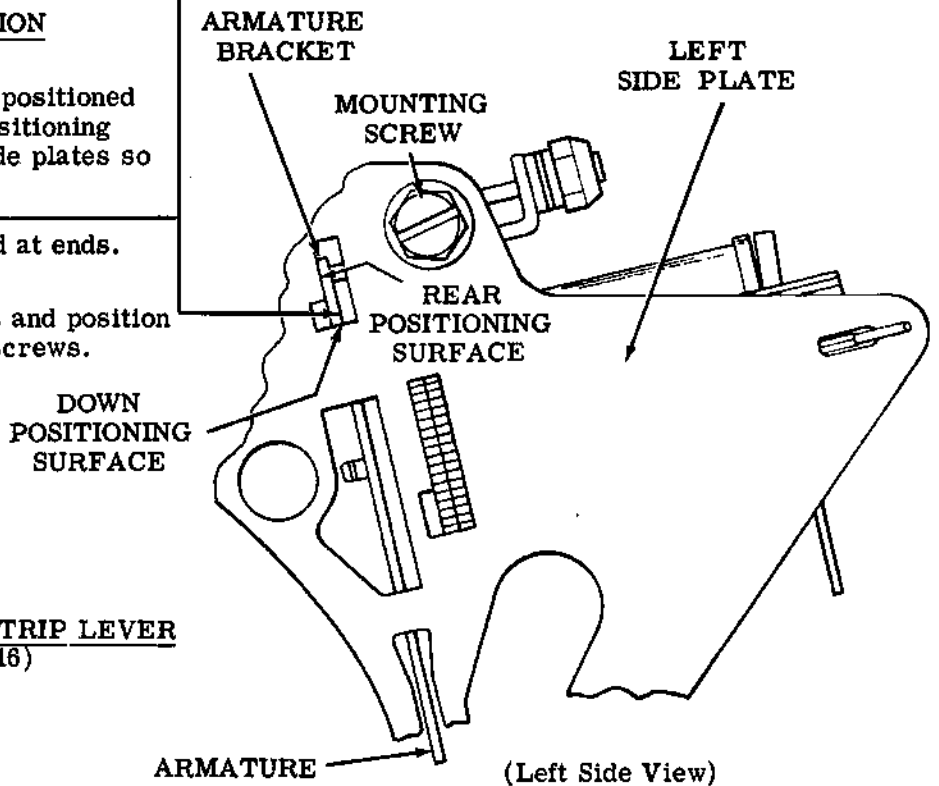 ION
positioned
sitioning
de plates so
d at ends.
and position
crews.
TRIP LEVER
16)
ARMATURE
BRACKET
MOUNTING
SCREW
LEFT
SIDE PLATE
REAR
POSITIONING
SURFACE
DOWN
POSITIONING
SURFACE
ARMATURE
(Left Side View)